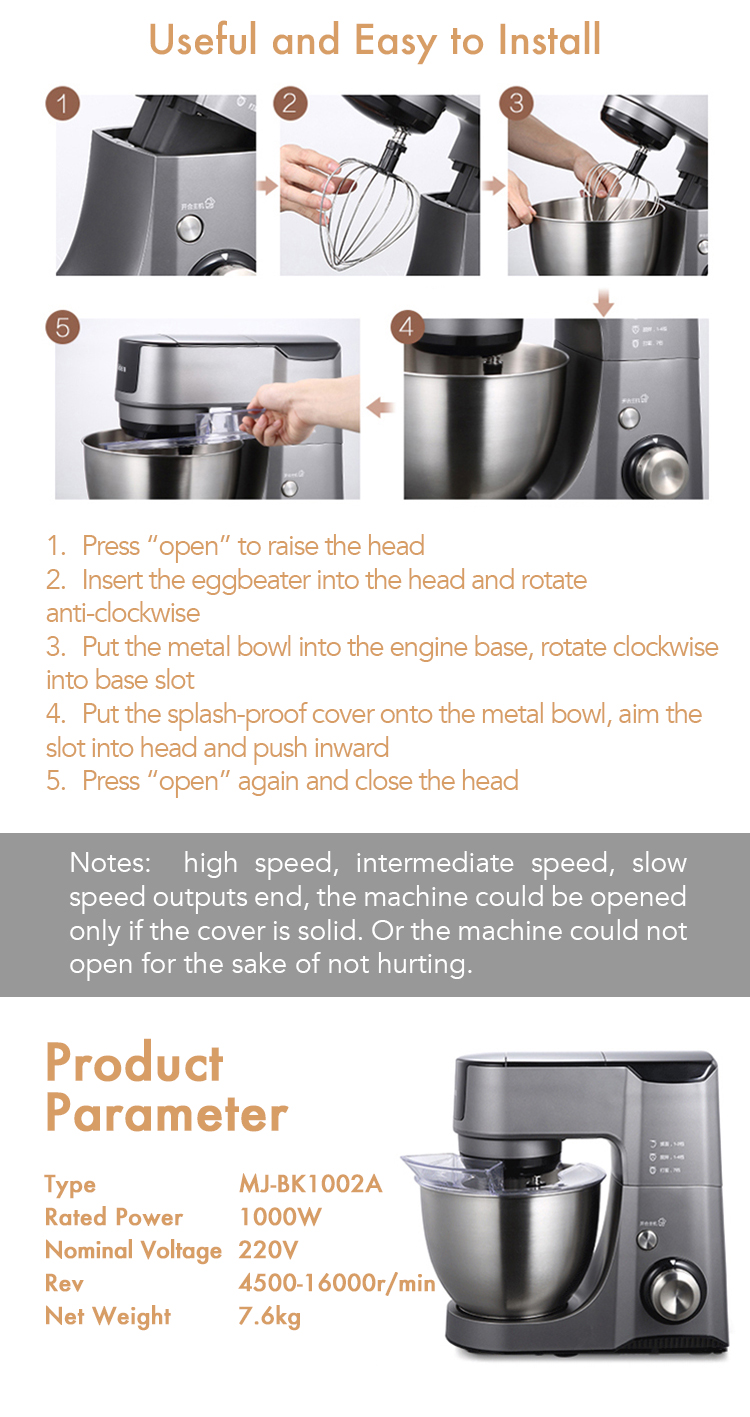 Useful and Easy to Install
1
2
3
5
4
1. Press “open” to raise the head
2. Insert the eggbeater into the head and rotate
anti-clockwise
3. Put the metal bowl into the engine base, rotate clockwise
into base slot
4. Put the splash-proof cover onto the metal bowl, aim the
slot into head and push inward
5. Press “open” again and close the head
Notes: high speed, intermediate speed, slow
speed outputs end, the machine could be opened
only if the cover is solid. Or the machine could not
open for the sake of not hurting.
Product
Parameter
Type MJ-BK1002A
Rated Power 1000W
Nominal Voltage 220V
Rev 4500-16000r/min
Net Weight 7.6kg